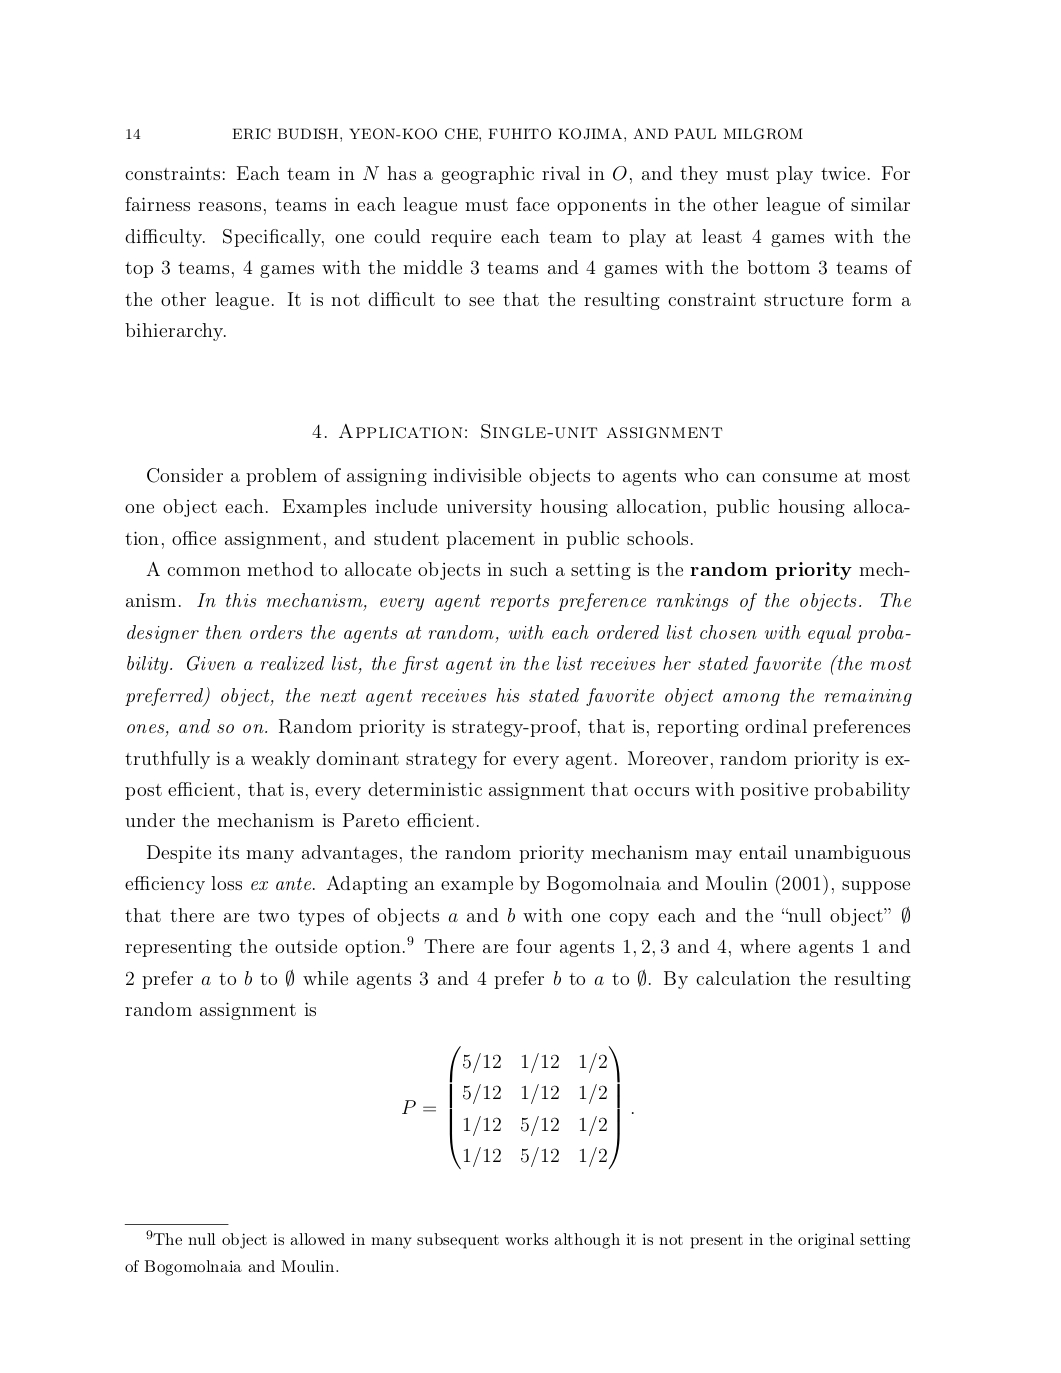 14 ERIC BUDISH, YEON-KOO CHE, FUHITO KOJIMA, AND PAUL MILGROM
constraints: Each team in N has a geographic rival in O, and they must play twice. For
fairness reasons, teams in each league must face opponents in the other league of similar
difficulty. Specifically, one could require each team to play at least 4 games with the
top 3 teams, 4 games with the middle 3 teams and 4 games with the bottom 3 teams of
the other league. It is not difficult to see that the resulting constraint structure form a
bihierarchy.
4. Application: Single-unit assignment
Consider a problem of assigning indivisible objects to agents who can consume at most
one object each. Examples include university housing allocation, public housing alloca-
tion, office assignment, and student placement in public schools.
A common method to allocate objects in such a setting is the random priority mech-
anism. In this mechanism, every agent reports preference rankings of the objects. The
designer then orders the agents at random, with each ordered list chosen with equal proba-
bility. Given a realized list, the first agent in the list receives her stated favorite (the most
preferred) object, the next agent receives his stated favorite object among the remaining
ones, and so on. Random priority is strategy-proof, that is, reporting ordinal preferences
truthfully is a weakly dominant strategy for every agent. Moreover, random priority is ex-
post efficient, that is, every deterministic assignment that occurs with positive probability
under the mechanism is Pareto efficient.
Despite its many advantages, the random priority mechanism may entail unambiguous
efficiency loss ex ante. Adapting an example by Bogomolnaia and Moulin (2001), suppose
that there are two types of objects a and b with one copy each and the “null object” ∅
representing the outside option.⁹ There are four agents 1, 2, 3 and 4, where agents 1 and
2 prefer a to b to ∅ while agents 3 and 4 prefer b to a to ∅. By calculation the resulting
random assignment is
5/12 1/12 1/2
5/12 1/12 1/2
P = .
1/12 5/12 1/2
1/12 5/12 1/2
⁹The null object is allowed in many subsequent works although it is not present in the original setting
of Bogomolnaia and Moulin.